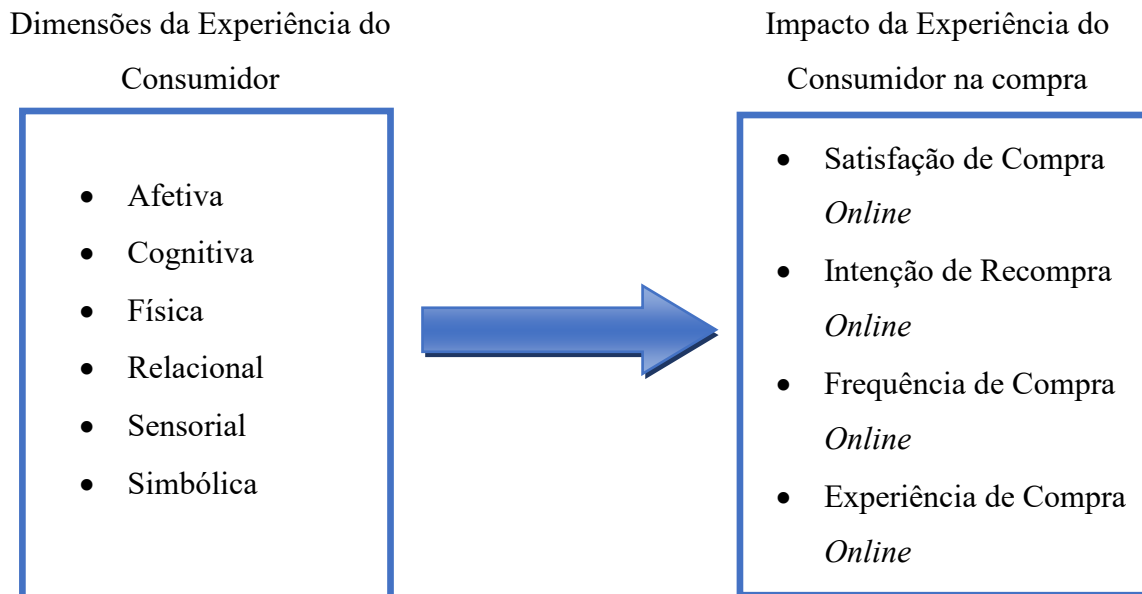 Dimensões da Experiência do
Consumidor
• Afetiva
• Cognitiva
• Física
• Relacional
• Sensorial
• Simbólica
Impacto da Experiência do
Consumidor na compra
• Satisfação de Compra
Online
• Intenção de Recompra
Online
• Frequência de Compra
Online
• Experiência de Compra
Online